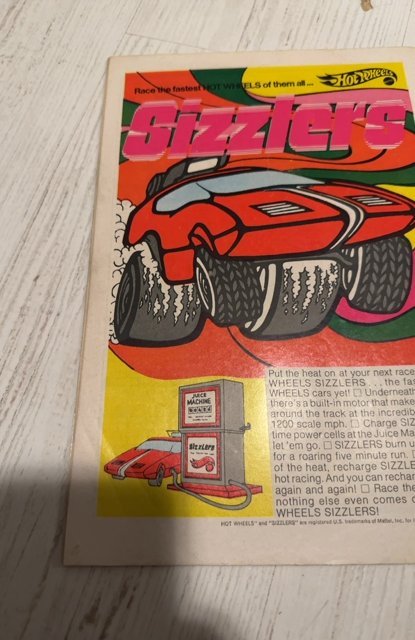 Race the fastest HOT WHEELS of them all ...
Hot Wheels
Sizzlers
JUICE
MACHINE
Sizzlers
Put the heat on at your next race
WHEELS SIZZLERS . . . the fas
WHEELS cars yet! ☐ Underneath
there's a built-in motor that make
around the track at the incredib
1200 scale mph. ☐ Charge SIZ
time power cells at the Juice M
let 'em go. ☐ SIZZLERS burn u
for a roaring five minute run. ☐
of the heat, recharge SIZZLE
hot racing. And you can rechar
again and again! ☐ Race the
nothing else even comes c
WHEELS SIZZLERS!
HOT WHEELS" and "SIZZLERS" are registered U.S. trademarks of Mattel, Inc. for